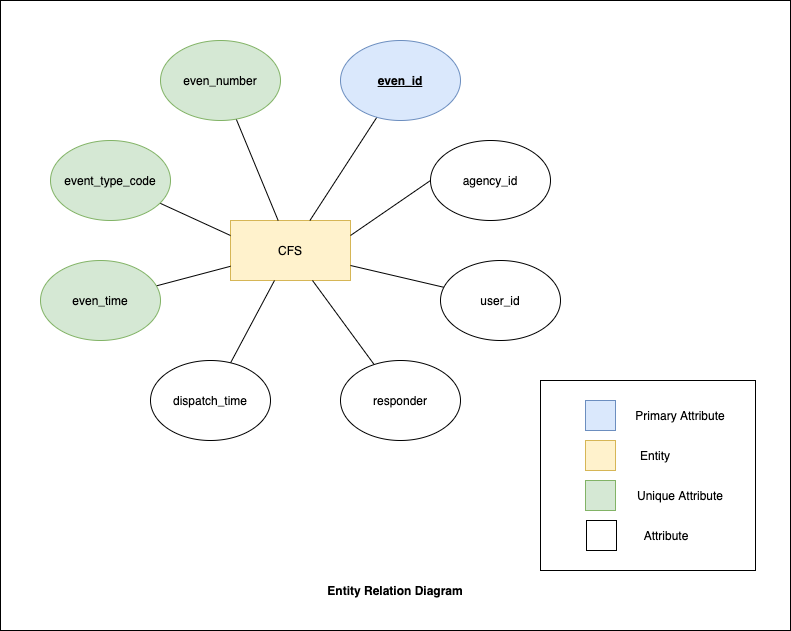 even_number
even_id
event_type_code
agency_id
CFS
even_time
user_id
dispatch_time
responder
Primary Attribute
Entity
Unique Attribute
Attribute
Entity Relation Diagram